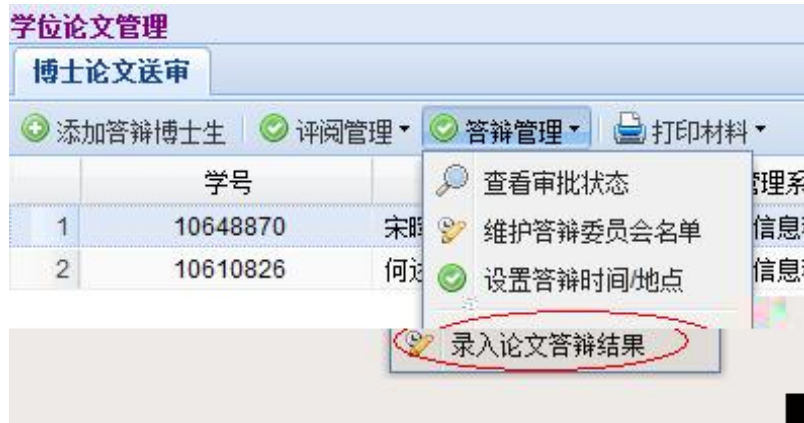 学位论文管理
博士论文送审
添加答辩博士生 评阅管理 答辩管理 打印材料
学号
查看审批状态
管理系
1 10648870 宋晖
维护答辩委员会名单
信息
2 10610826 何达
设置答辩时间/地点
信息
录入论文答辩结果